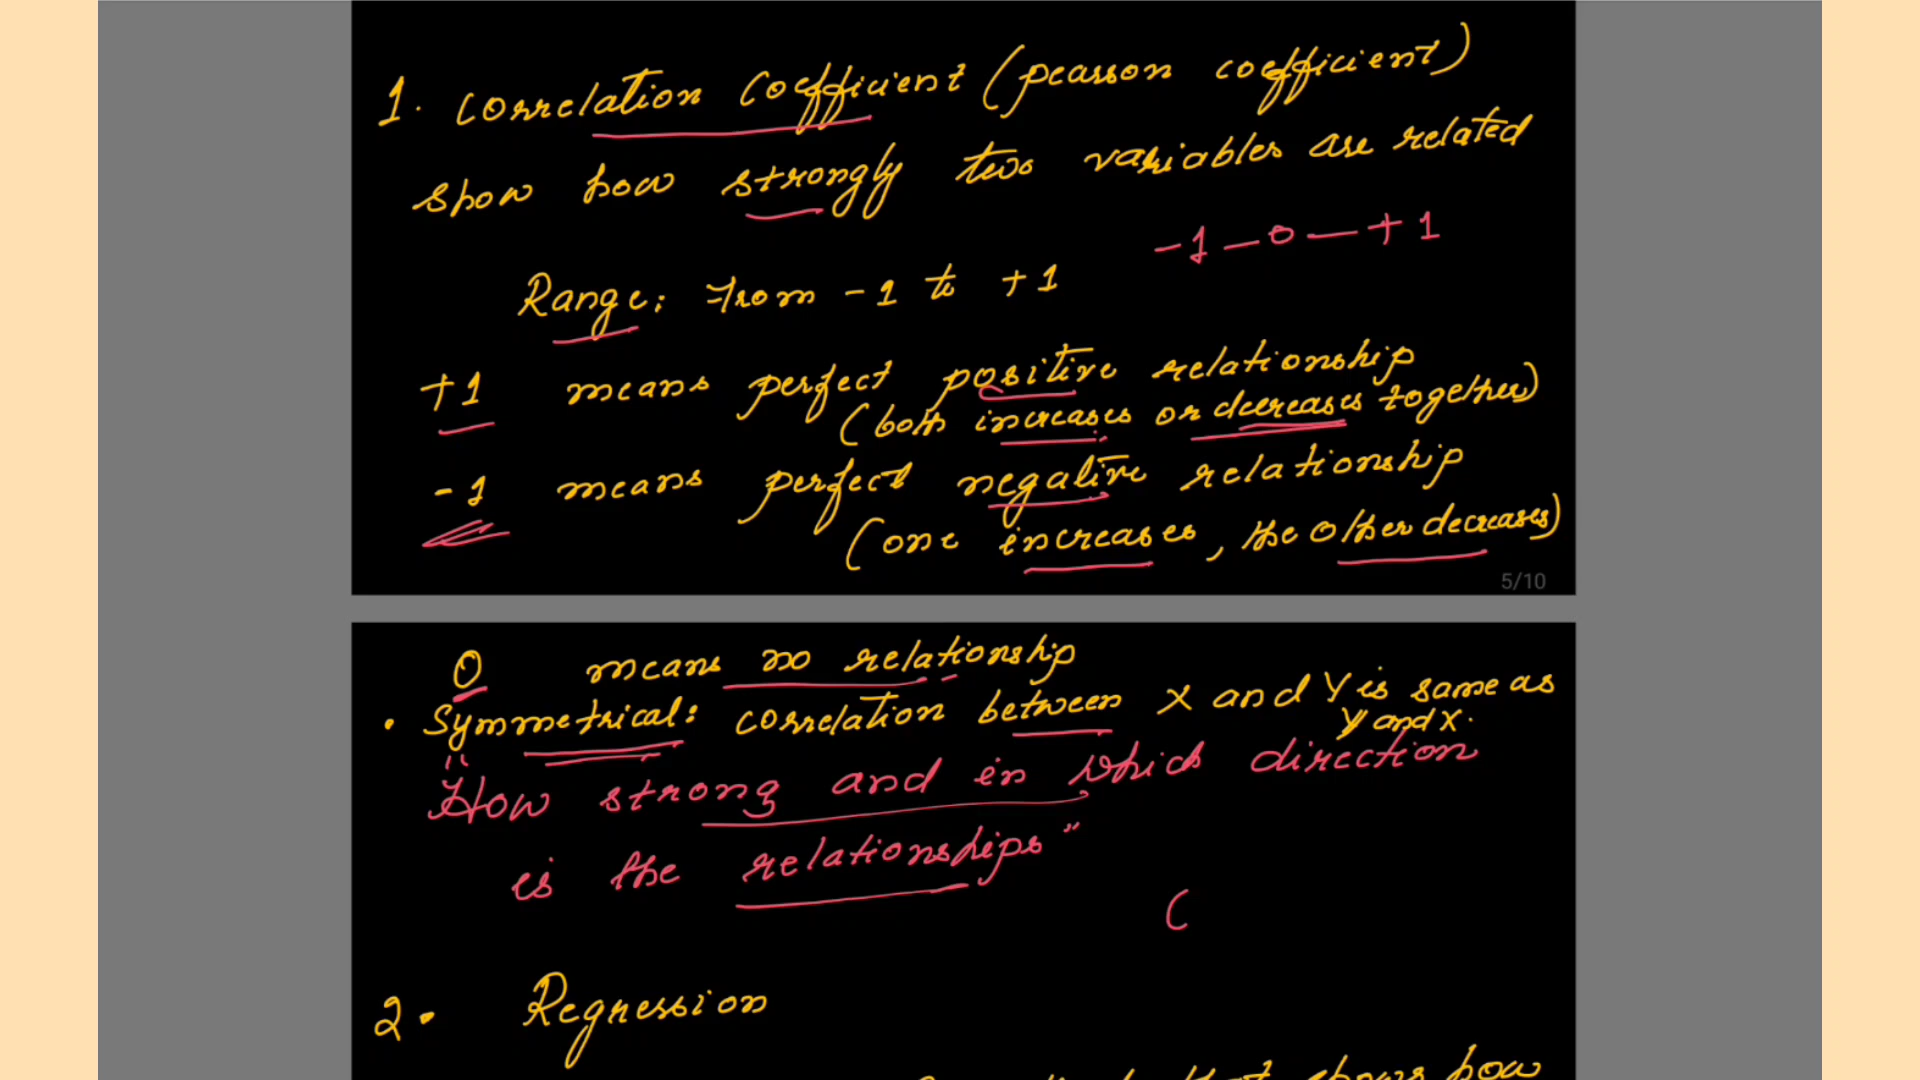 1. Correlation Coefficient (pearson coefficient)
show how strongly two variables are related
-1 — 0 — +1
Range: From -1 to +1
+1 means perfect positive relationship
(both increases or decreases together)
-1 means perfect negative relationship
(one increases, the other decreases)
5/10
0 means no relationship
• Symmetrical: correlation between X and Y is same as
Y and X.
"How strong and in which direction
is the relationships"
(
2. Regression
that shows how